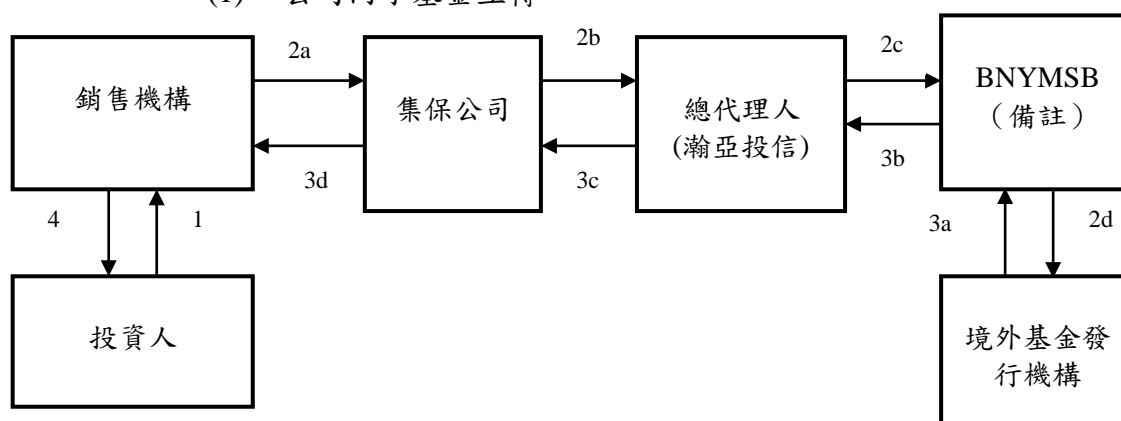 2a
2b
2c
銷售機構
集保公司
總代理人
(瀚亞投信)
BNYMSB
（備註）
3d
3c
3b
4
1
3a
2d
投資人
境外基金發
行機構